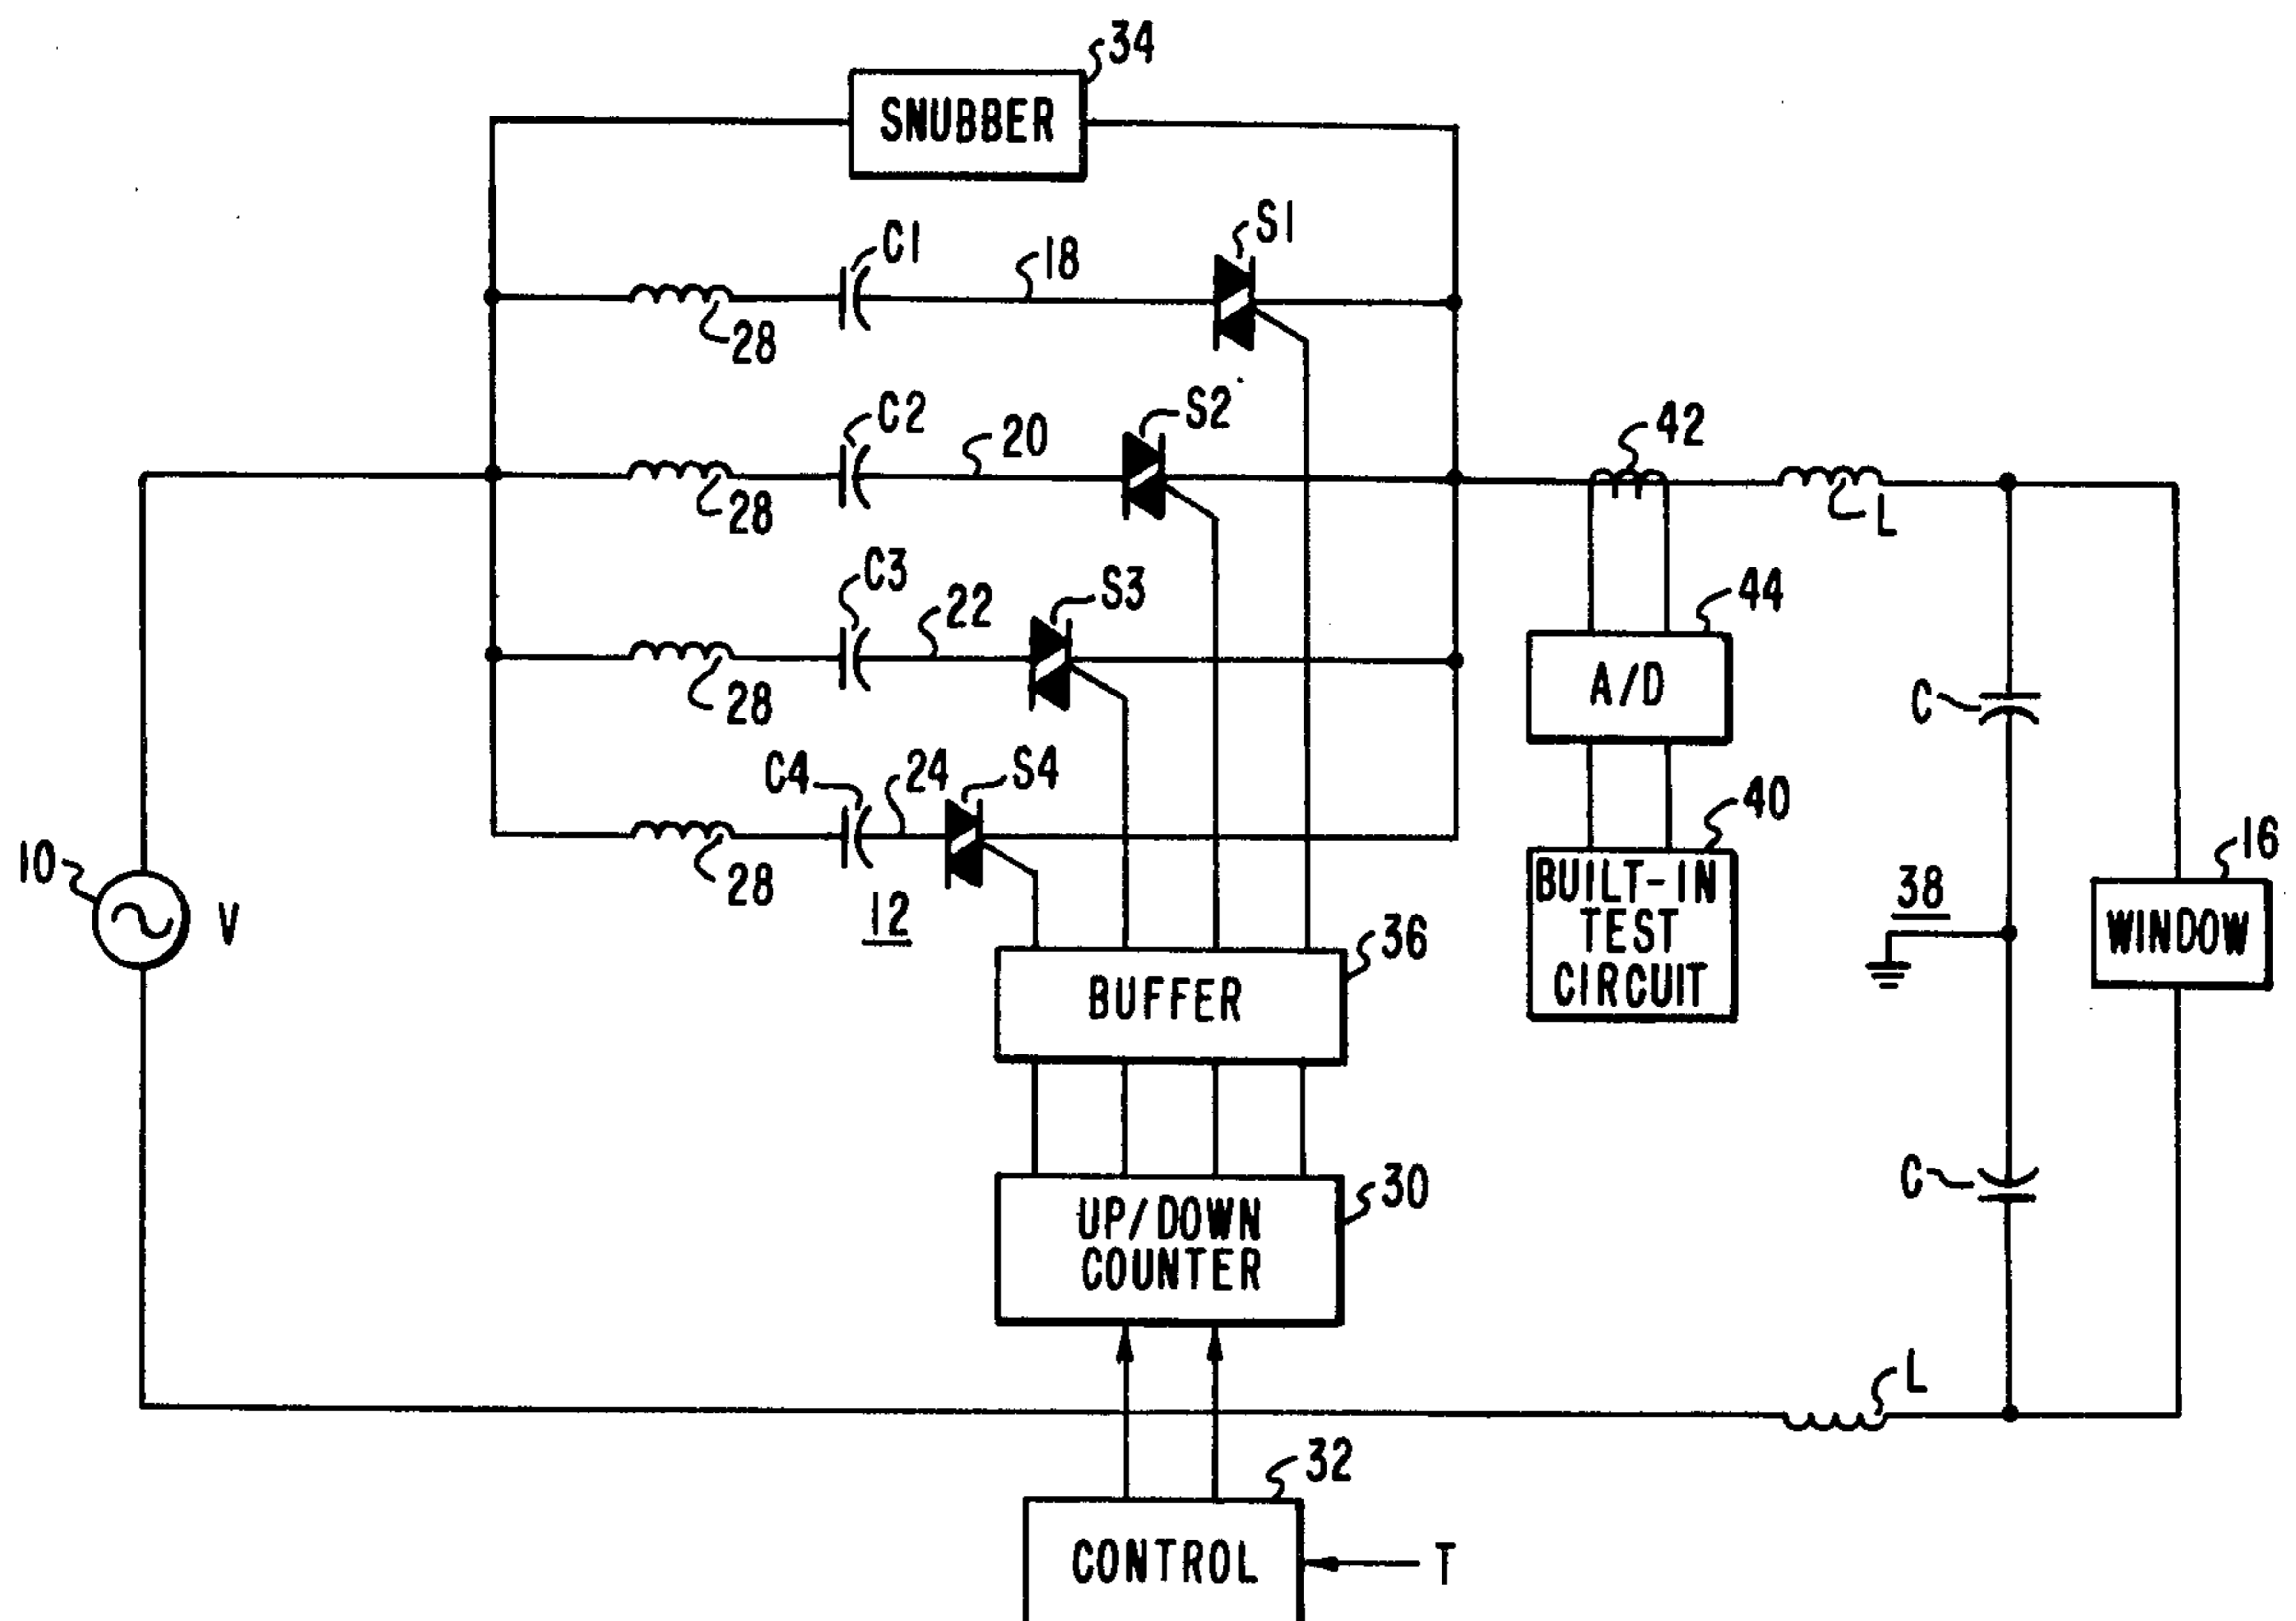 34
SNUBBER
C1
18
S1
28
C2
20
S2
42
28
L
C3
22
S3
44
28
A/D
C
C4
24
S4
40
10
V
28
12
BUILT-IN
TEST
CIRCUIT
38
16
WINDOW
36
BUFFER
30
UP/DOWN
COUNTER
C
L
32
CONTROL
T